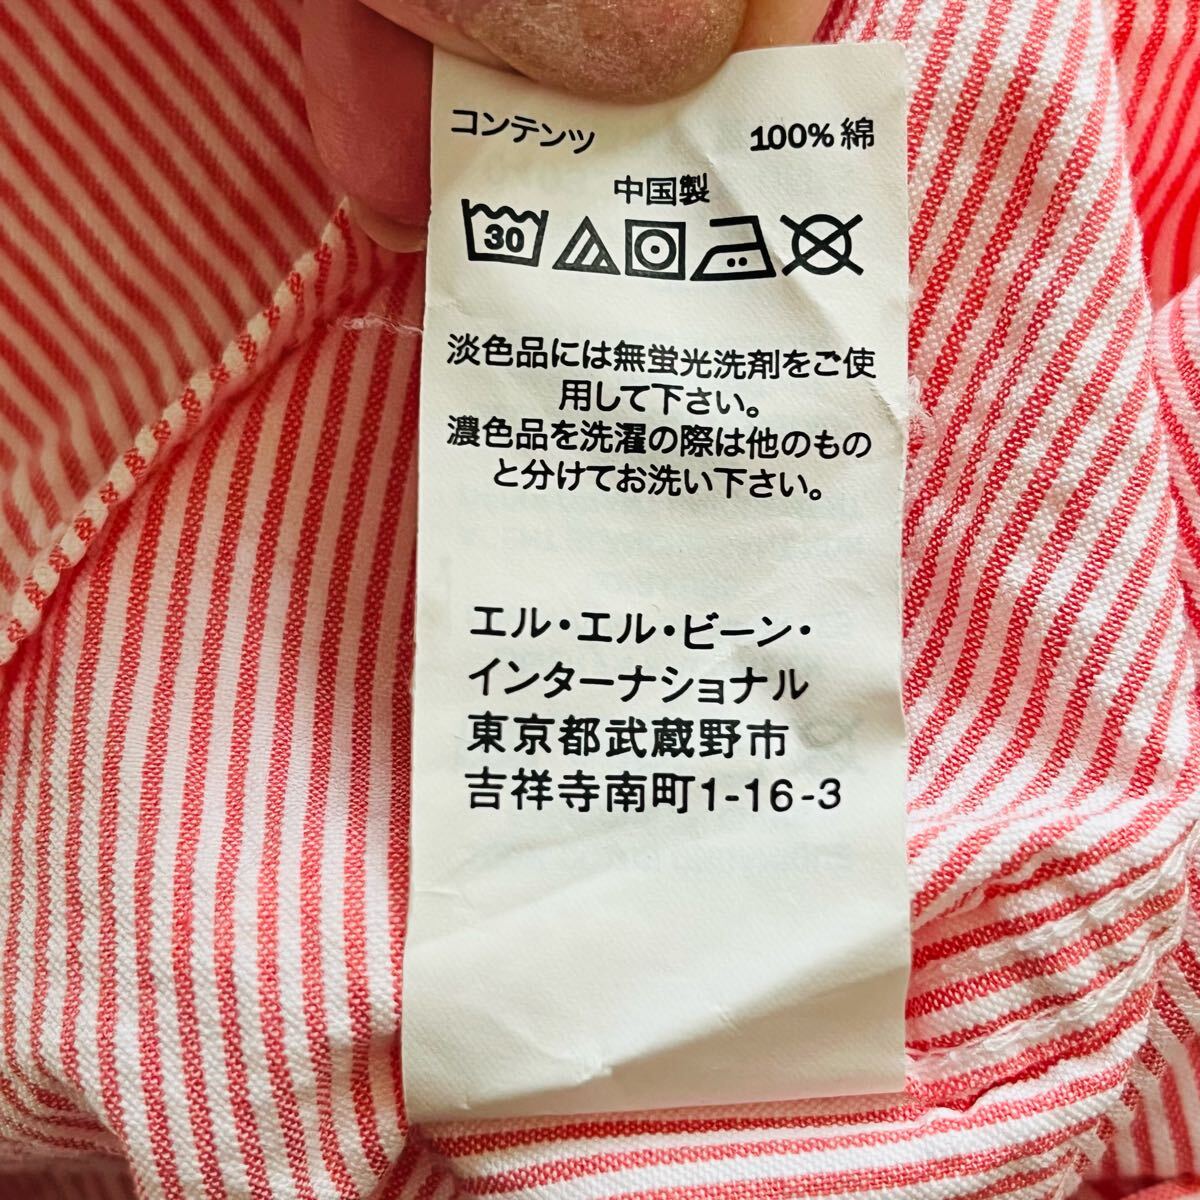 コンテンツ 100% 綿
中国製
30
淡色品には無蛍光洗剤をご使
用して下さい。
濃色品を洗濯の際は他のもの
と分けてお洗い下さい。
エル・エル・ビーン・
インターナショナル
東京都武蔵野市
吉祥寺南町1-16-3